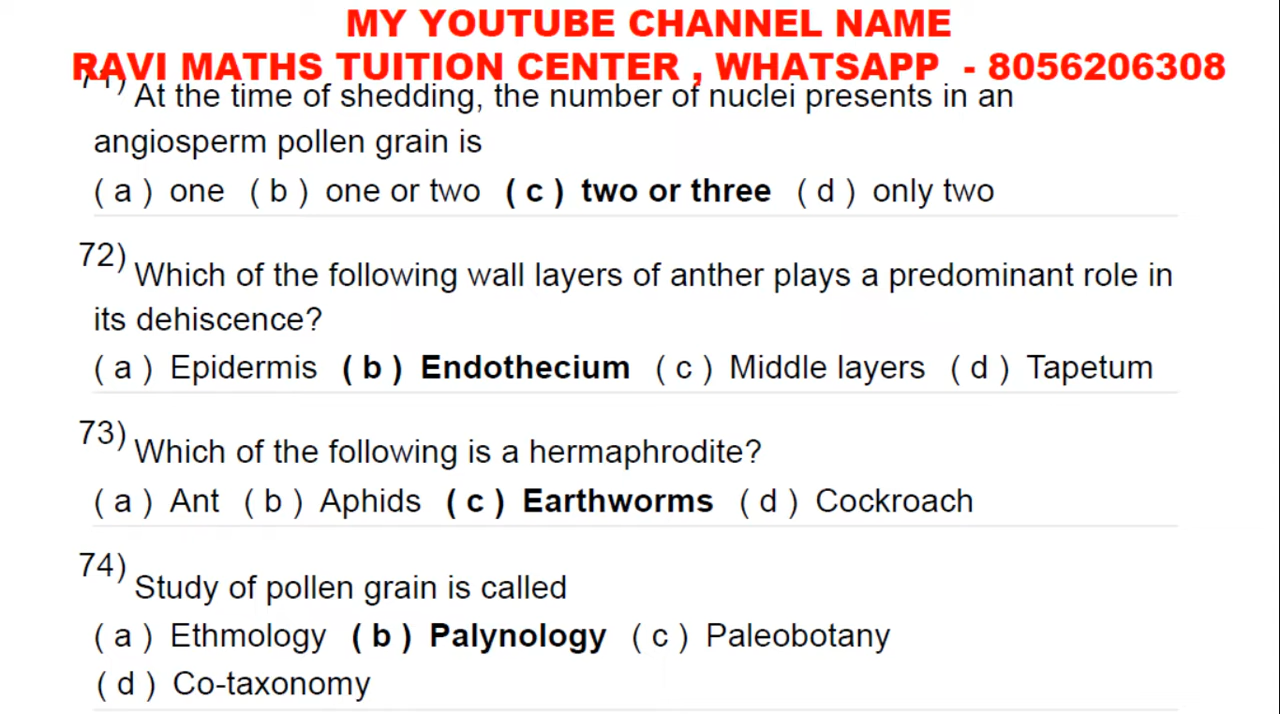 MY YOUTUBE CHANNEL NAME
RAVI MATHS TUITION CENTER , WHATSAPP - 8056206308
71) At the time of shedding, the number of nuclei presents in an
angiosperm pollen grain is
( a ) one ( b ) one or two ( c ) two or three ( d ) only two
72) Which of the following wall layers of anther plays a predominant role in
its dehiscence?
( a ) Epidermis ( b ) Endothecium ( c ) Middle layers ( d ) Tapetum
73) Which of the following is a hermaphrodite?
( a ) Ant ( b ) Aphids ( c ) Earthworms ( d ) Cockroach
74) Study of pollen grain is called
( a ) Ethmology ( b ) Palynology ( c ) Paleobotany
( d ) Co-taxonomy